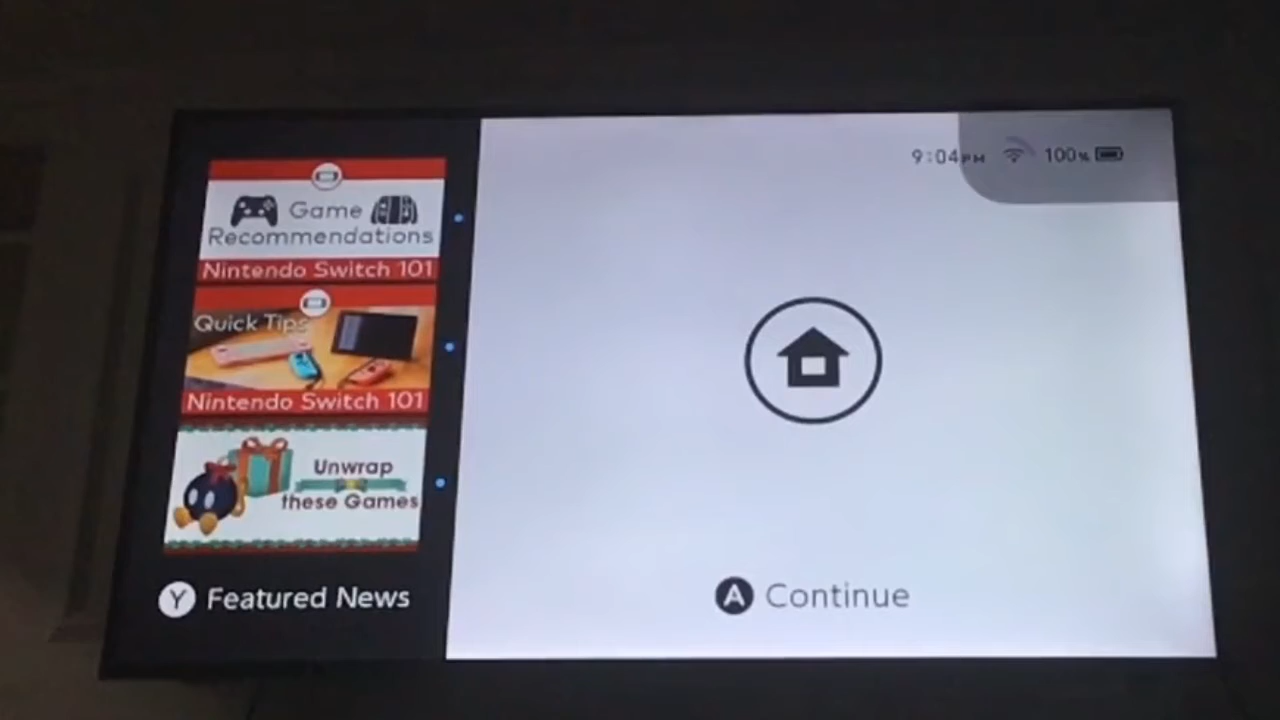 9:04PM 100%
Game
Recommendations
Nintendo Switch 101
Quick Tips
Nintendo Switch 101
Unwrap
these Games
Y Featured News
A Continue